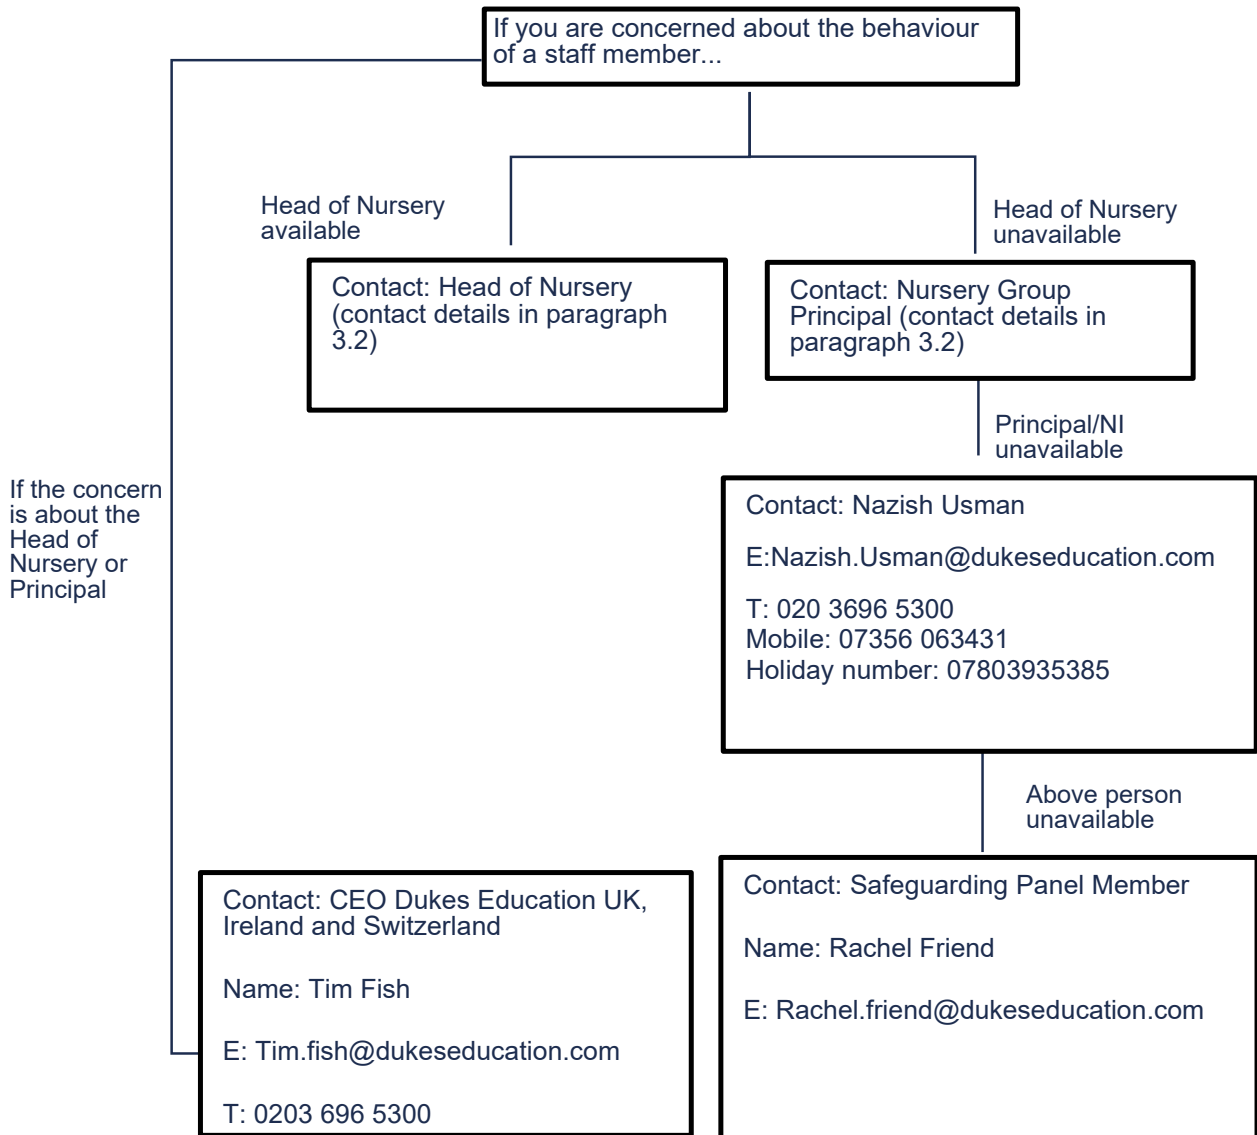 If you are concerned about the behaviour
of a staff member...
Head of Nursery
available
Head of Nursery
unavailable
Contact: Head of Nursery
(contact details in paragraph
3.2)
Contact: Nursery Group
Principal (contact details in
paragraph 3.2)
Principal/NI
unavailable
If the concern
is about the
Head of
Nursery or
Principal
Contact: Nazish Usman
E:Nazish.Usman@dukeseducation.com
T: 020 3696 5300
Mobile: 07356 063431
Holiday number: 07803935385
Above person
unavailable
Contact: CEO Dukes Education UK,
Ireland and Switzerland
Name: Tim Fish
E: Tim.fish@dukeseducation.com
T: 0203 696 5300
Contact: Safeguarding Panel Member
Name: Rachel Friend
E: Rachel.friend@dukeseducation.com